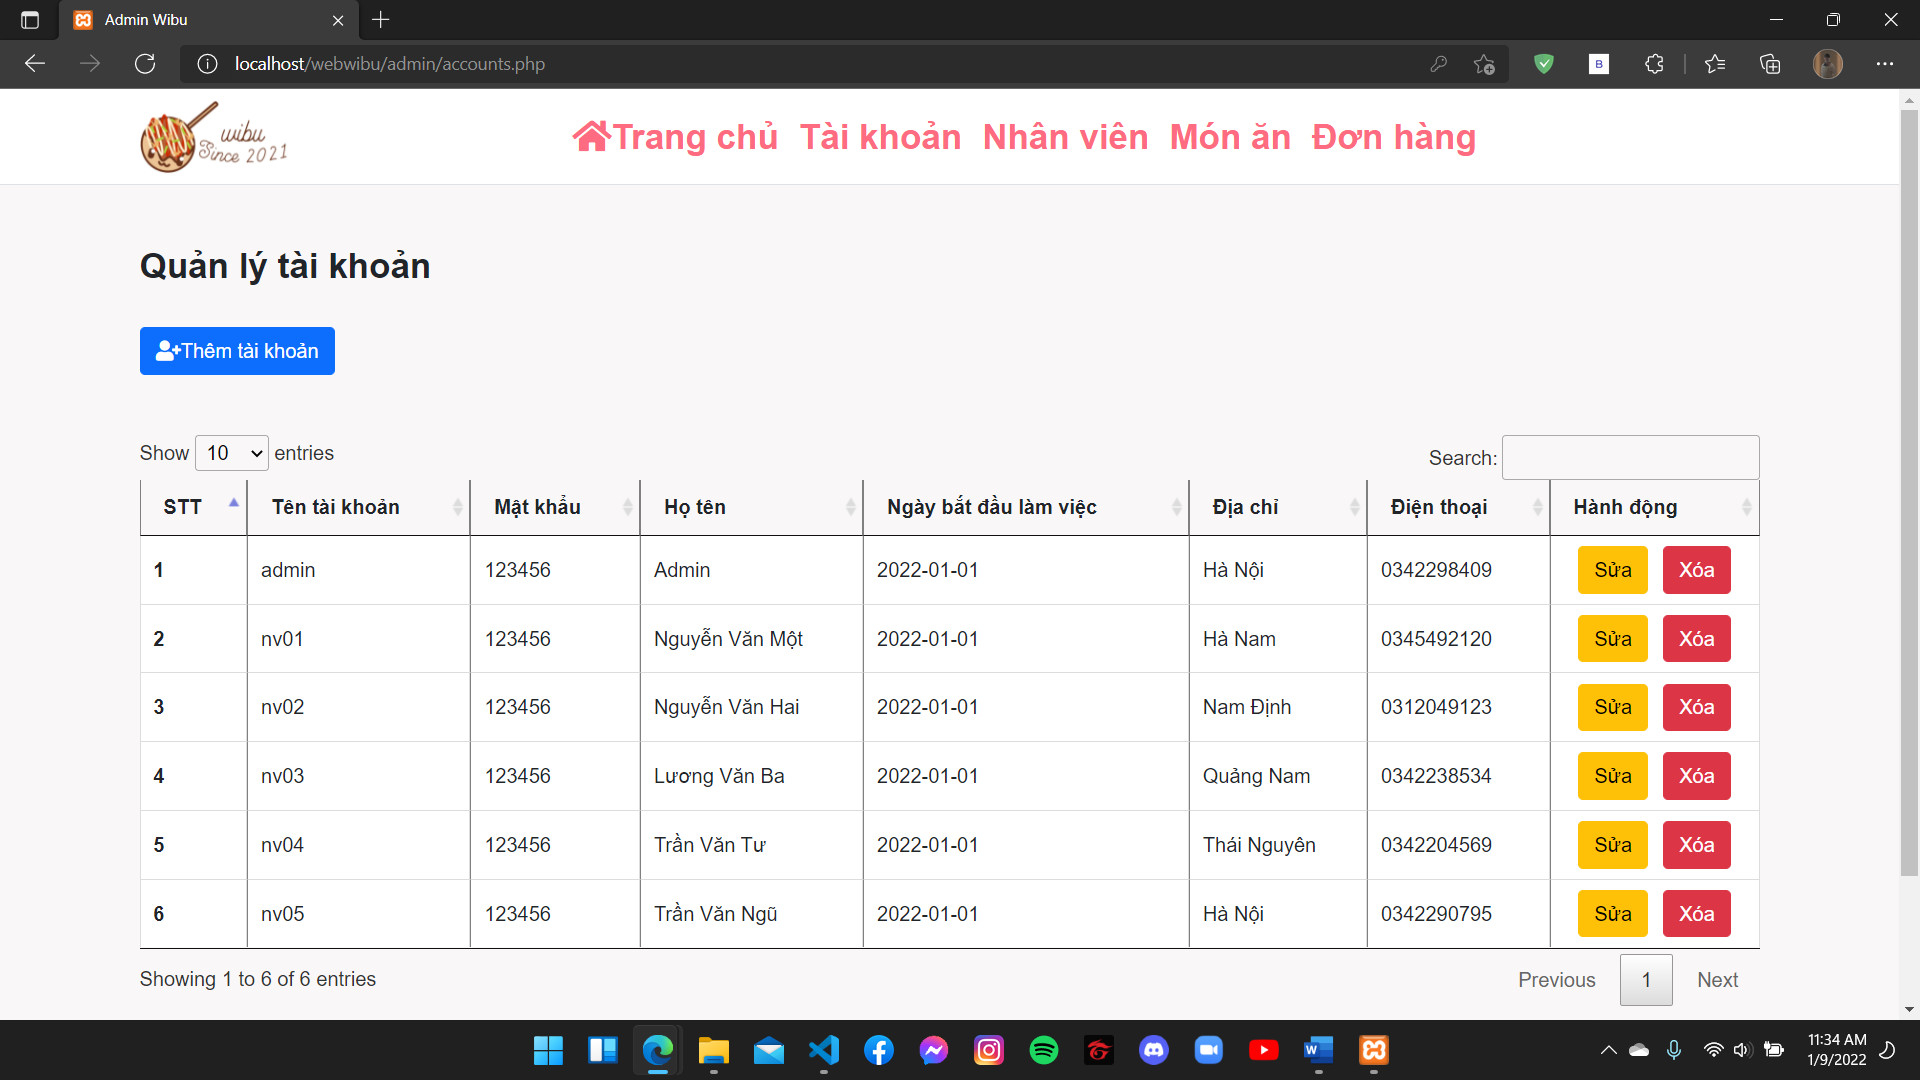 Admin Wibu
localhost/webwibu/admin/accounts.php
B
wibu
Since 2021
Trang chủ Tài khoản Nhân viên Món ăn Đơn hàng
Quản lý tài khoản
Thêm tài khoản
Show 10 entries
Search:
STT Tên tài khoản Mật khẩu Họ tên Ngày bắt đầu làm việc Địa chỉ Điện thoại Hành động
1 admin 123456 Admin 2022-01-01 Hà Nội 0342298409 Sửa Xóa
2 nv01 123456 Nguyễn Văn Một 2022-01-01 Hà Nam 0345492120 Sửa Xóa
3 nv02 123456 Nguyễn Văn Hai 2022-01-01 Nam Định 0312049123 Sửa Xóa
4 nv03 123456 Lương Văn Ba 2022-01-01 Quảng Nam 0342238534 Sửa Xóa
5 nv04 123456 Trần Văn Tư 2022-01-01 Thái Nguyên 0342204569 Sửa Xóa
6 nv05 123456 Trần Văn Ngũ 2022-01-01 Hà Nội 0342290795 Sửa Xóa
Showing 1 to 6 of 6 entries
Previous 1 Next
11:34 AM
1/9/2022